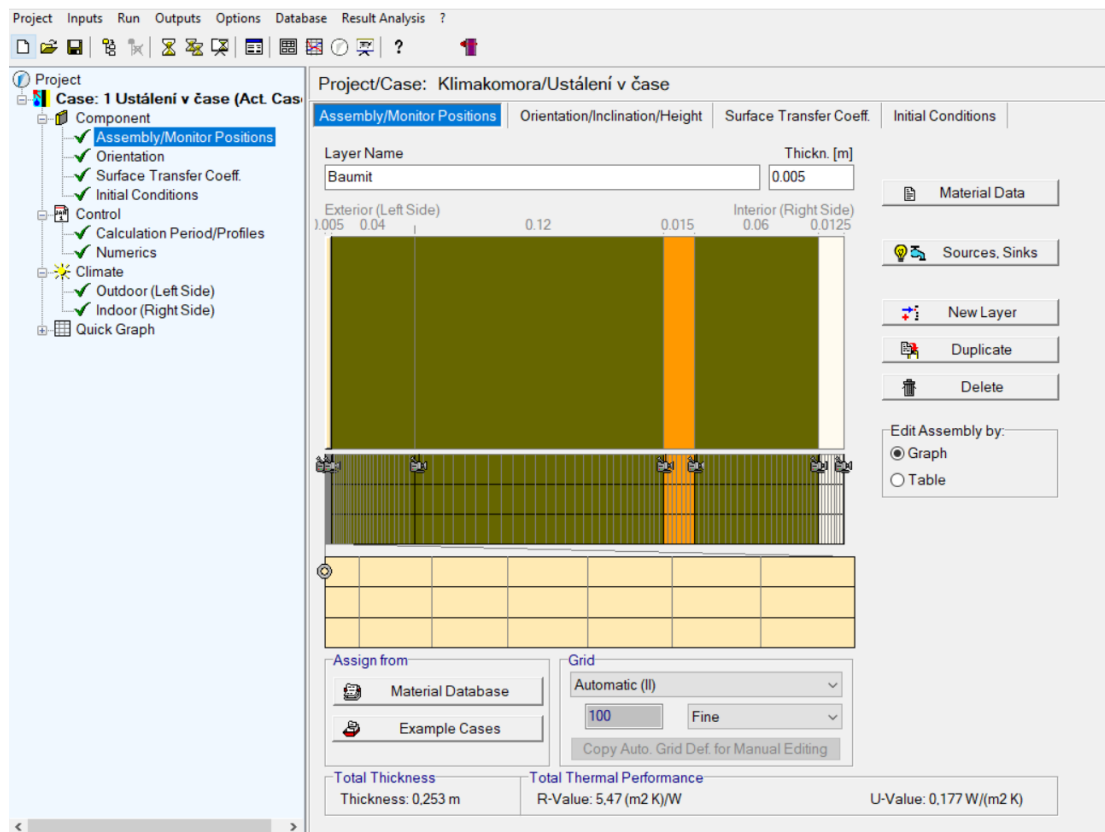 Project Inputs Run Outputs Options Database Result Analysis ?
?
Project
Case: 1 Ustálení v čase (Act. Cas
Component
Assembly/Monitor Positions
Orientation
Surface Transfer Coeff.
Initial Conditions
Control
Calculation Period/Profiles
Numerics
Climate
Outdoor (Left Side)
Indoor (Right Side)
Quick Graph
Project/Case: Klimakomora/Ustálení v čase
Assembly/Monitor Positions Orientation/Inclination/Height Surface Transfer Coeff. Initial Conditions
Layer Name Thickn. [m]
Baumit 0.005
Exterior (Left Side) Interior (Right Side)
0.005 0.04 0.12 0.015 0.06 0.0125
Material Data
Sources, Sinks
New Layer
Duplicate
Delete
Edit Assembly by:
Graph
Table
Assign from
Material Database
Example Cases
Grid
Automatic (II)
100 Fine
Copy Auto. Grid Def. for Manual Editing
Total Thickness
Thickness: 0,253 m
Total Thermal Performance
R-Value: 5,47 (m2 K)/W U-Value: 0,177 W/(m2 K)